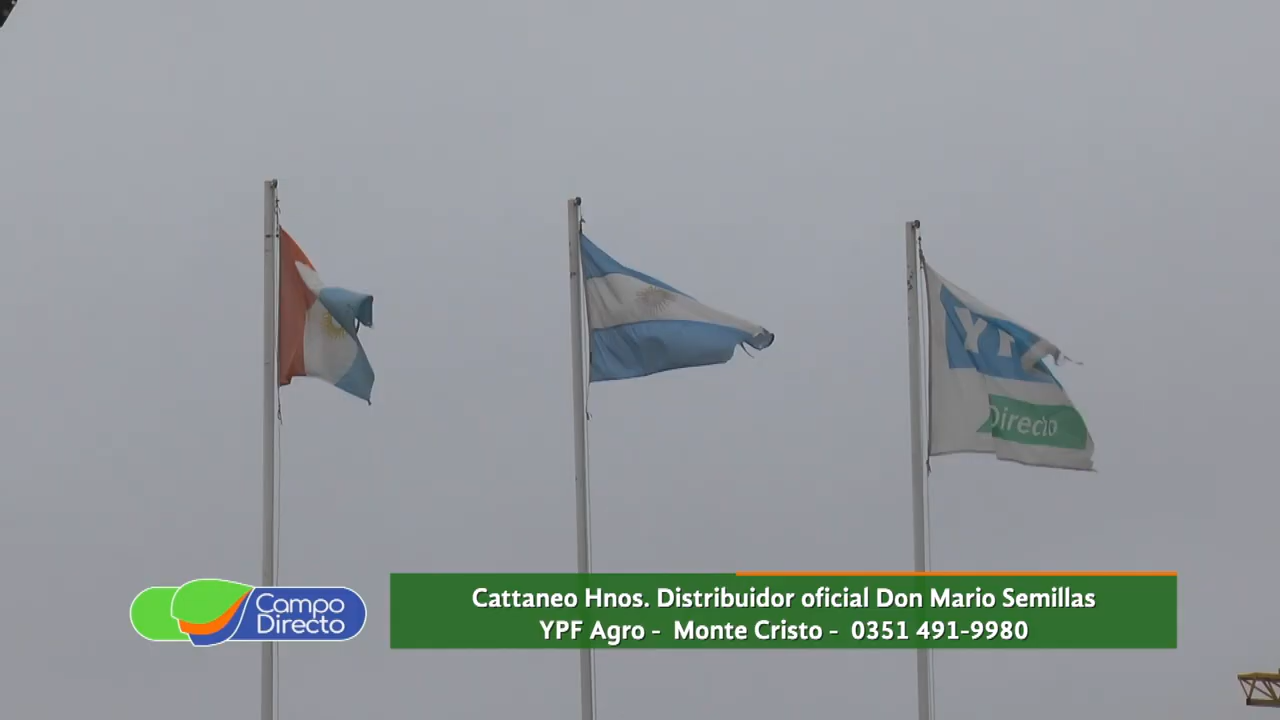 Directo
Campo
Directo
Cattaneo Hnos. Distribuidor oficial Don Mario Semillas
YPF Agro - Monte Cristo - 0351 491-9980